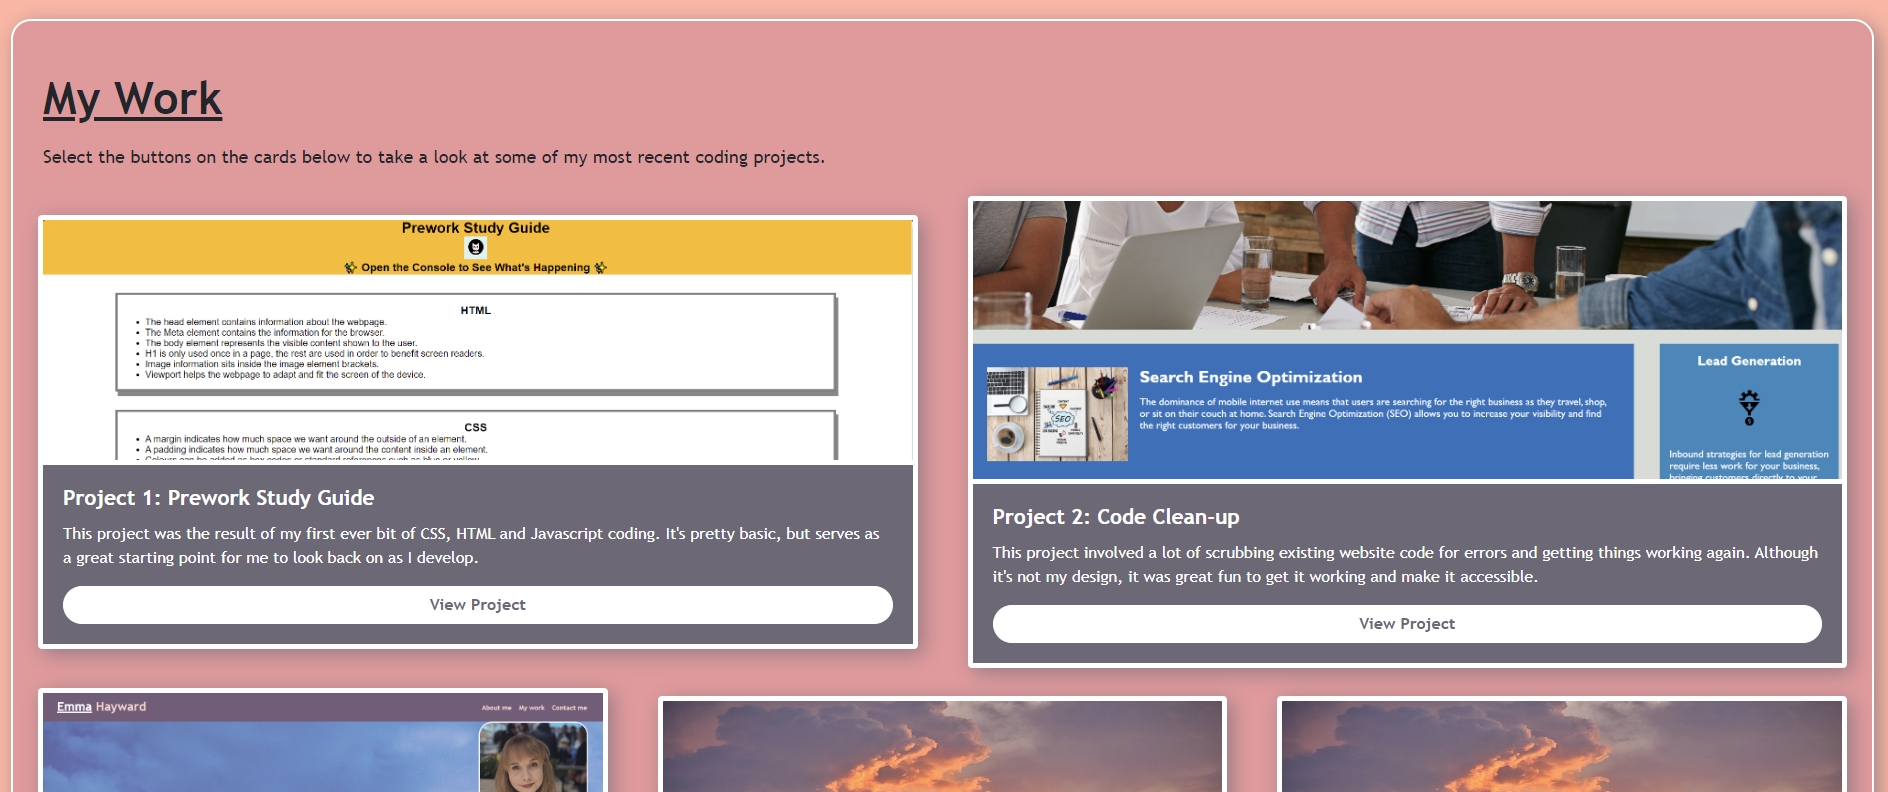 My Work
Select the buttons on the cards below to take a look at some of my most recent coding projects.
Prework Study Guide
✨ Open the Console to See What's Happening ✨
HTML
• The head element contains information about the webpage.
• The Meta element contains the information for the browser.
• The body element represents the visible content shown to the user.
• H1 is only used once in a page, the rest are used in order to benefit screen readers.
• Image information sits inside the image element brackets.
• Viewport helps the webpage to adapt and fit the screen of the device.
CSS
• A margin indicates how much space we want around the outside of an element.
• A padding indicates how much space we want around the content inside an element.
Project 1: Prework Study Guide
This project was the result of my first ever bit of CSS, HTML and Javascript coding. It's pretty basic, but serves as
a great starting point for me to look back on as I develop.
View Project
SEO
Search Engine Optimization
The dominance of mobile internet use means that users are searching for the right business as they travel, shop,
or sit on their couch at home. Search Engine Optimization (SEO) allows you to increase your visibility and find
the right customers for your business.
Lead Generation
Inbound strategies for lead generation
require less work for your business,
bringing customers directly to your
Project 2: Code Clean-up
This project involved a lot of scrubbing existing website code for errors and getting things working again. Although
it's not my design, it was great fun to get it working and make it accessible.
View Project
Emma Hayward
About me My work Contact me